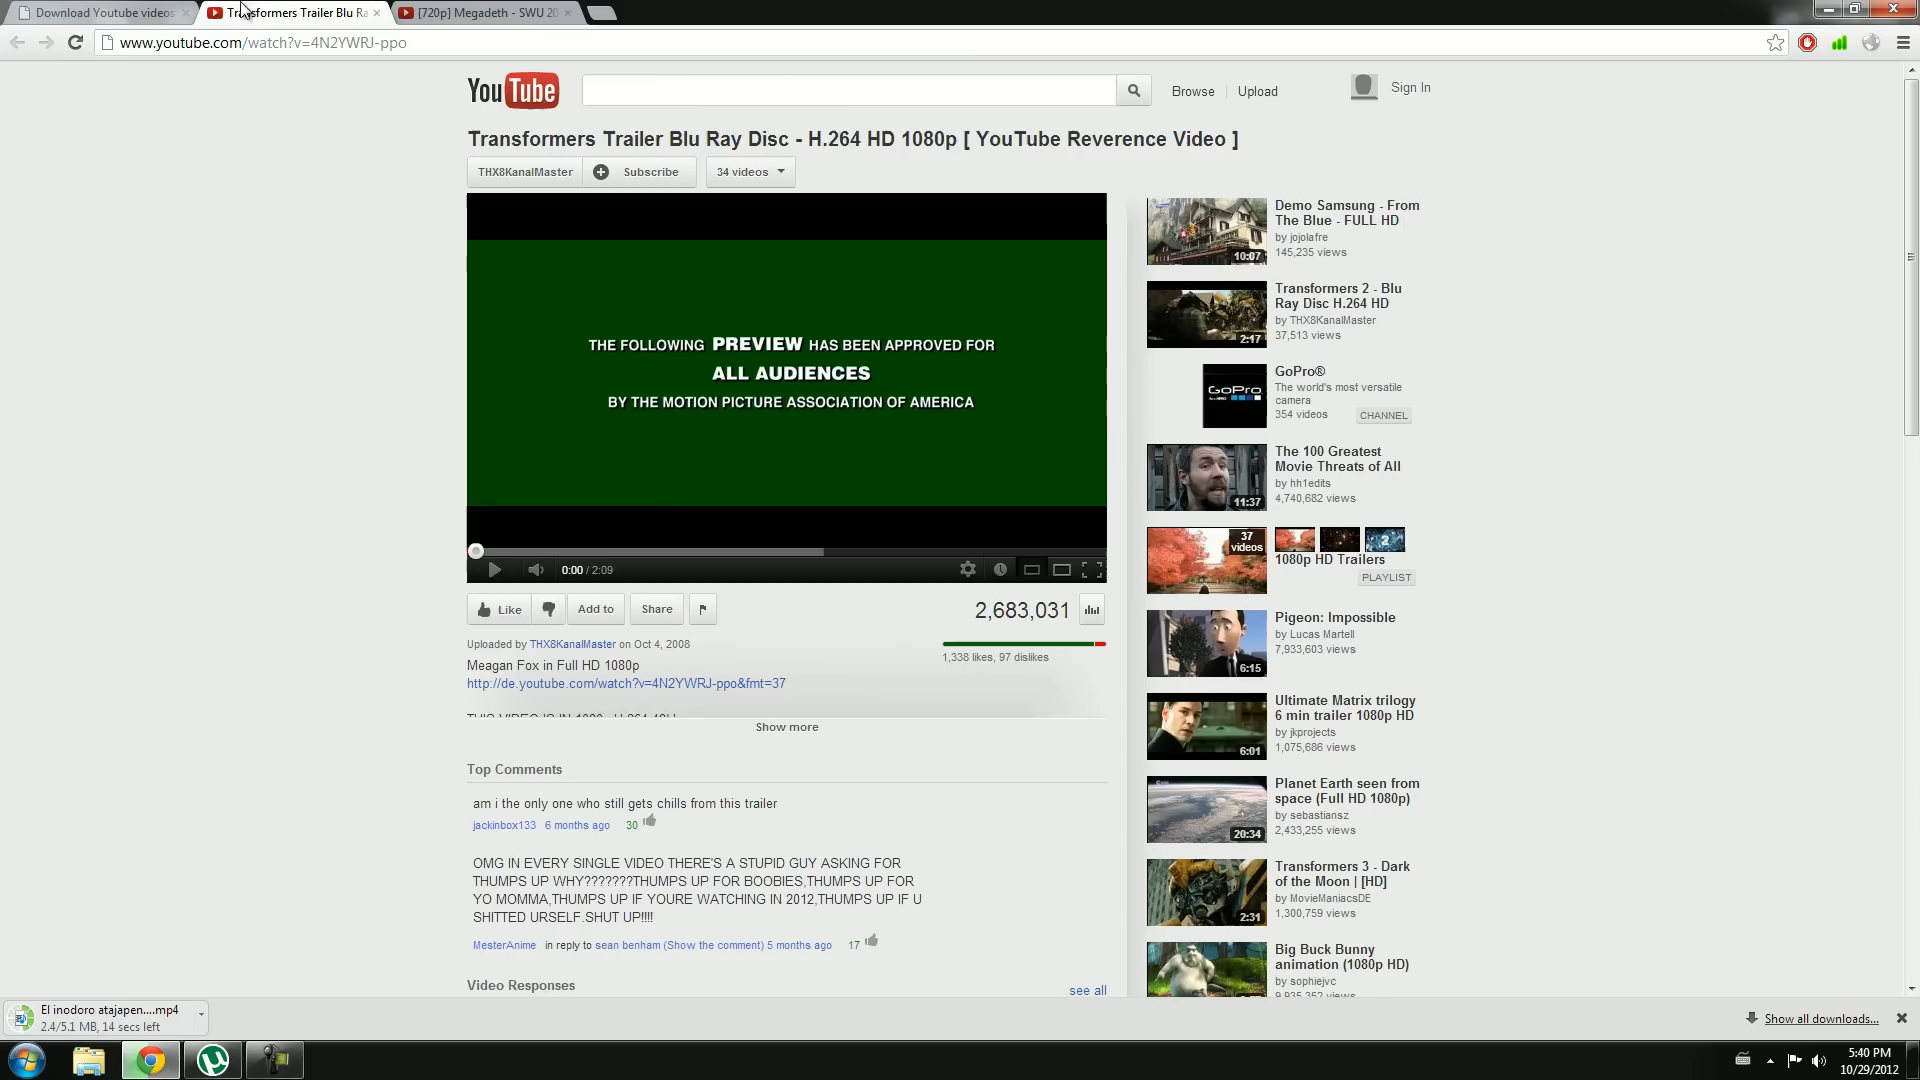 Download Youtube videos
Transformers Trailer Blu Ra
[720p] Megadeth - SWU 20
www.youtube.com/watch?v=4N2YWRJ-ppo
YouTube
Browse
Upload
Sign In
Transformers Trailer Blu Ray Disc - H.264 HD 1080p [ YouTube Reverence Video ]
THX8KanalMaster
Subscribe
34 videos
THE FOLLOWING PREVIEW HAS BEEN APPROVED FOR
ALL AUDIENCES
BY THE MOTION PICTURE ASSOCIATION OF AMERICA
0:00 / 2:09
Like
Add to
Share
2,683,031
Uploaded by THX8KanalMaster on Oct 4, 2008
1,338 likes, 97 dislikes
Meagan Fox in Full HD 1080p
http://de.youtube.com/watch?v=4N2YWRJ-ppo&fmt=37
THIS VIDEO IS IN 1080p H.264
Show more
Top Comments
am i the only one who still gets chills from this trailer
jackinbox133 6 months ago 30
OMG IN EVERY SINGLE VIDEO THERE'S A STUPID GUY ASKING FOR
THUMPS UP WHY???????THUMPS UP FOR BOOBIES,THUMPS UP FOR
YO MOMMA,THUMPS UP IF YOURE WATCHING IN 2012,THUMPS UP IF U
SHITTED URSELF.SHUT UP!!!!
MesterAnime in reply to sean benham (Show the comment) 5 months ago 17
Video Responses
see all
Demo Samsung - From
The Blue - FULL HD
by jojolafre
145,235 views
10:07
Transformers 2 - Blu
Ray Disc H.264 HD
by THX8KanalMaster
37,513 views
2:17
GoPro
GoPro®
The world's most versatile
camera
354 videos
CHANNEL
The 100 Greatest
Movie Threats of All
by hh1edits
4,740,682 views
11:37
37
videos
2
1080p HD Trailers
PLAYLIST
Pigeon: Impossible
by Lucas Martell
7,933,603 views
6:15
Ultimate Matrix trilogy
6 min trailer 1080p HD
by jkprojects
1,075,686 views
6:01
Planet Earth seen from
space (Full HD 1080p)
by sebastiansz
2,433,255 views
20:34
Transformers 3 - Dark
of the Moon | [HD]
by MovieManiacsDE
1,300,759 views
2:31
Big Buck Bunny
animation (1080p HD)
by sophiejvc
9,935,352 views
El inodoro atajapen....mp4
2.4/5.1 MB, 14 secs left
Show all downloads...
5:40 PM
10/29/2012